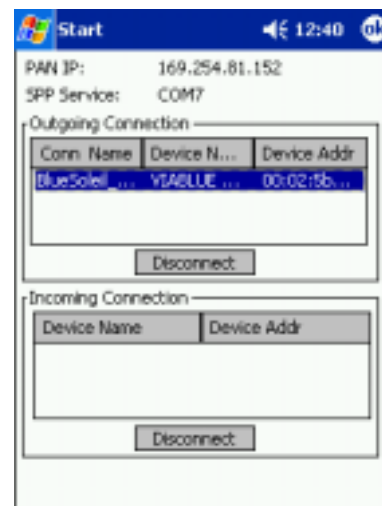 Start 12:40 ok
PAN IP: 169.254.81.152
SPP Service: COM7
Outgoing Connection
Conn Name Device N... Device Addr
BlueSoleil_... VIABLUE ... 00:02:5b...
Disconnect
Incoming Connection
Device Name Device Addr
Disconnect